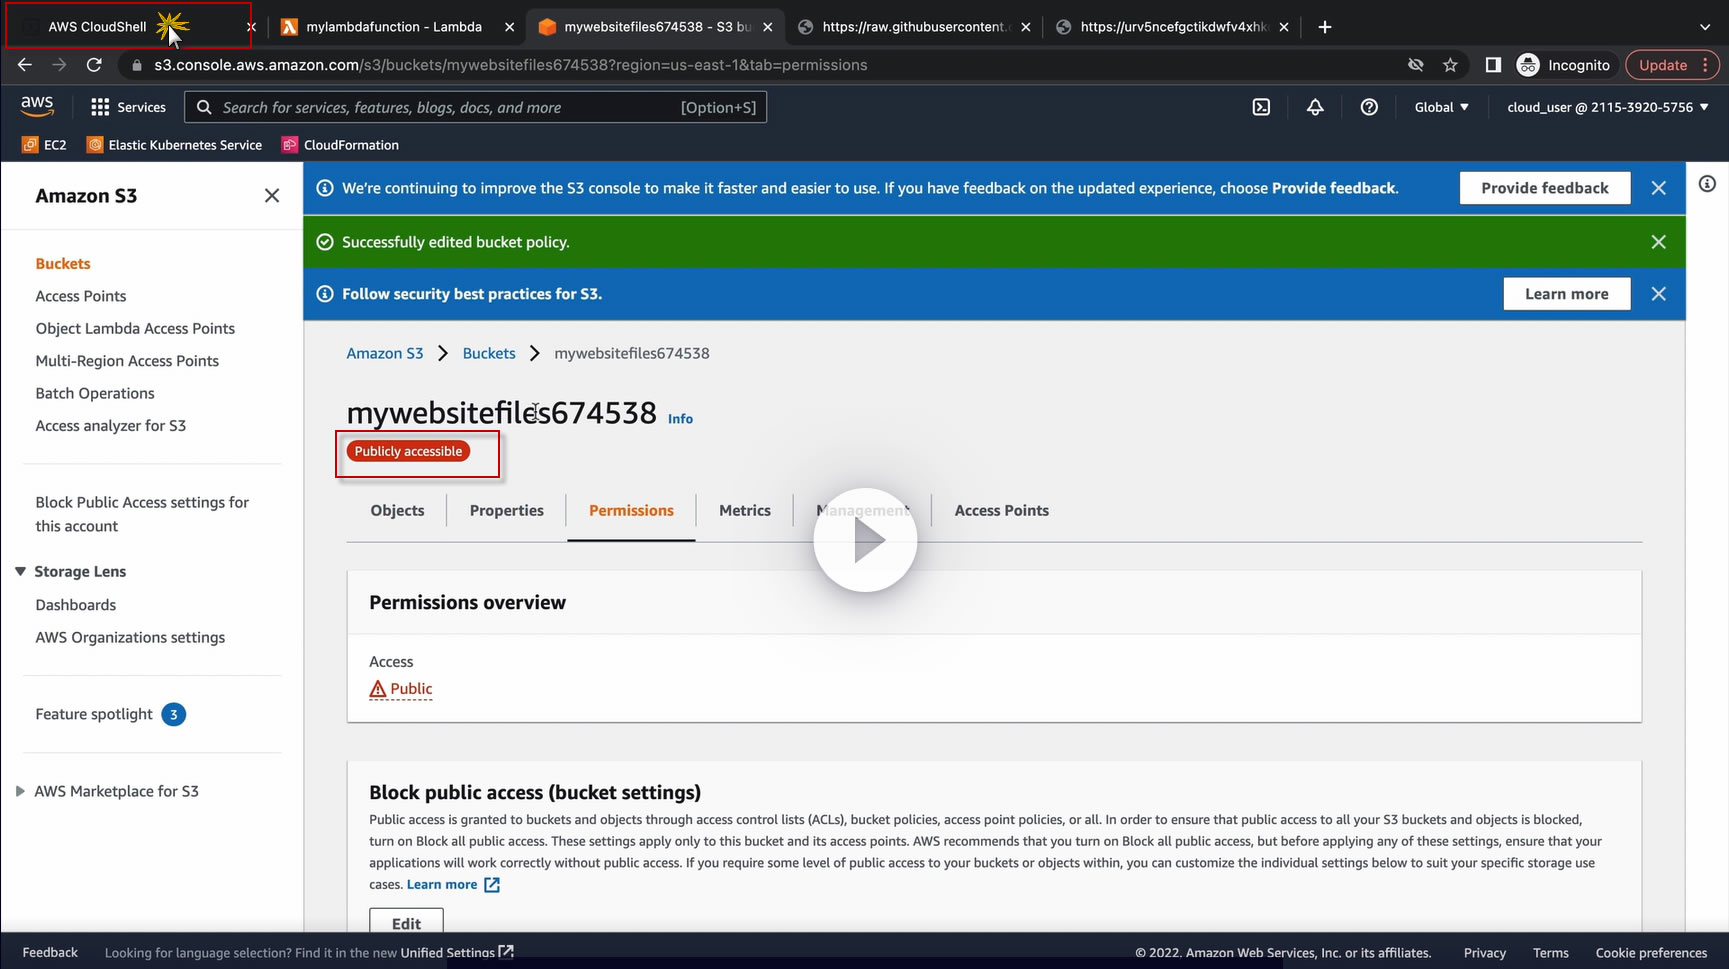 AWS CloudShell
mylambdafunction - Lambda
mywebsitefiles674538 - S3 bu
https://raw.githubusercontent.
https://urv5ncefgctikdwfv4xhk
s3.console.aws.amazon.com/s3/buckets/mywebsitefiles674538?region=us-east-1&tab=permissions
Incognito
Update
aws
Services
Search for services, features, blogs, docs, and more
[Option+S]
Global
cloud_user @ 2115-3920-5756
EC2
Elastic Kubernetes Service
CloudFormation
Amazon S3
Buckets
Access Points
Object Lambda Access Points
Multi-Region Access Points
Batch Operations
Access analyzer for S3
Block Public Access settings for
this account
Storage Lens
Dashboards
AWS Organizations settings
Feature spotlight 3
AWS Marketplace for S3
We're continuing to improve the S3 console to make it faster and easier to use. If you have feedback on the updated experience, choose Provide feedback.
Provide feedback
Successfully edited bucket policy.
Follow security best practices for S3.
Learn more
Amazon S3 > Buckets > mywebsitefiles674538
mywebsitefiles674538 Info
Publicly accessible
Objects
Properties
Permissions
Metrics
Management
Access Points
Permissions overview
Access
Public
Block public access (bucket settings)
Public access is granted to buckets and objects through access control lists (ACLs), bucket policies, access point policies, or all. In order to ensure that public access to all your S3 buckets and objects is blocked,
turn on Block all public access. These settings apply only to this bucket and its access points. AWS recommends that you turn on Block all public access, but before applying any of these settings, ensure that your
applications will work correctly without public access. If you require some level of public access to your buckets or objects within, you can customize the individual settings below to suit your specific storage use
cases. Learn more
Edit
Feedback
Looking for language selection? Find it in the new Unified Settings
© 2022, Amazon Web Services, Inc. or its affiliates.
Privacy
Terms
Cookie preferences